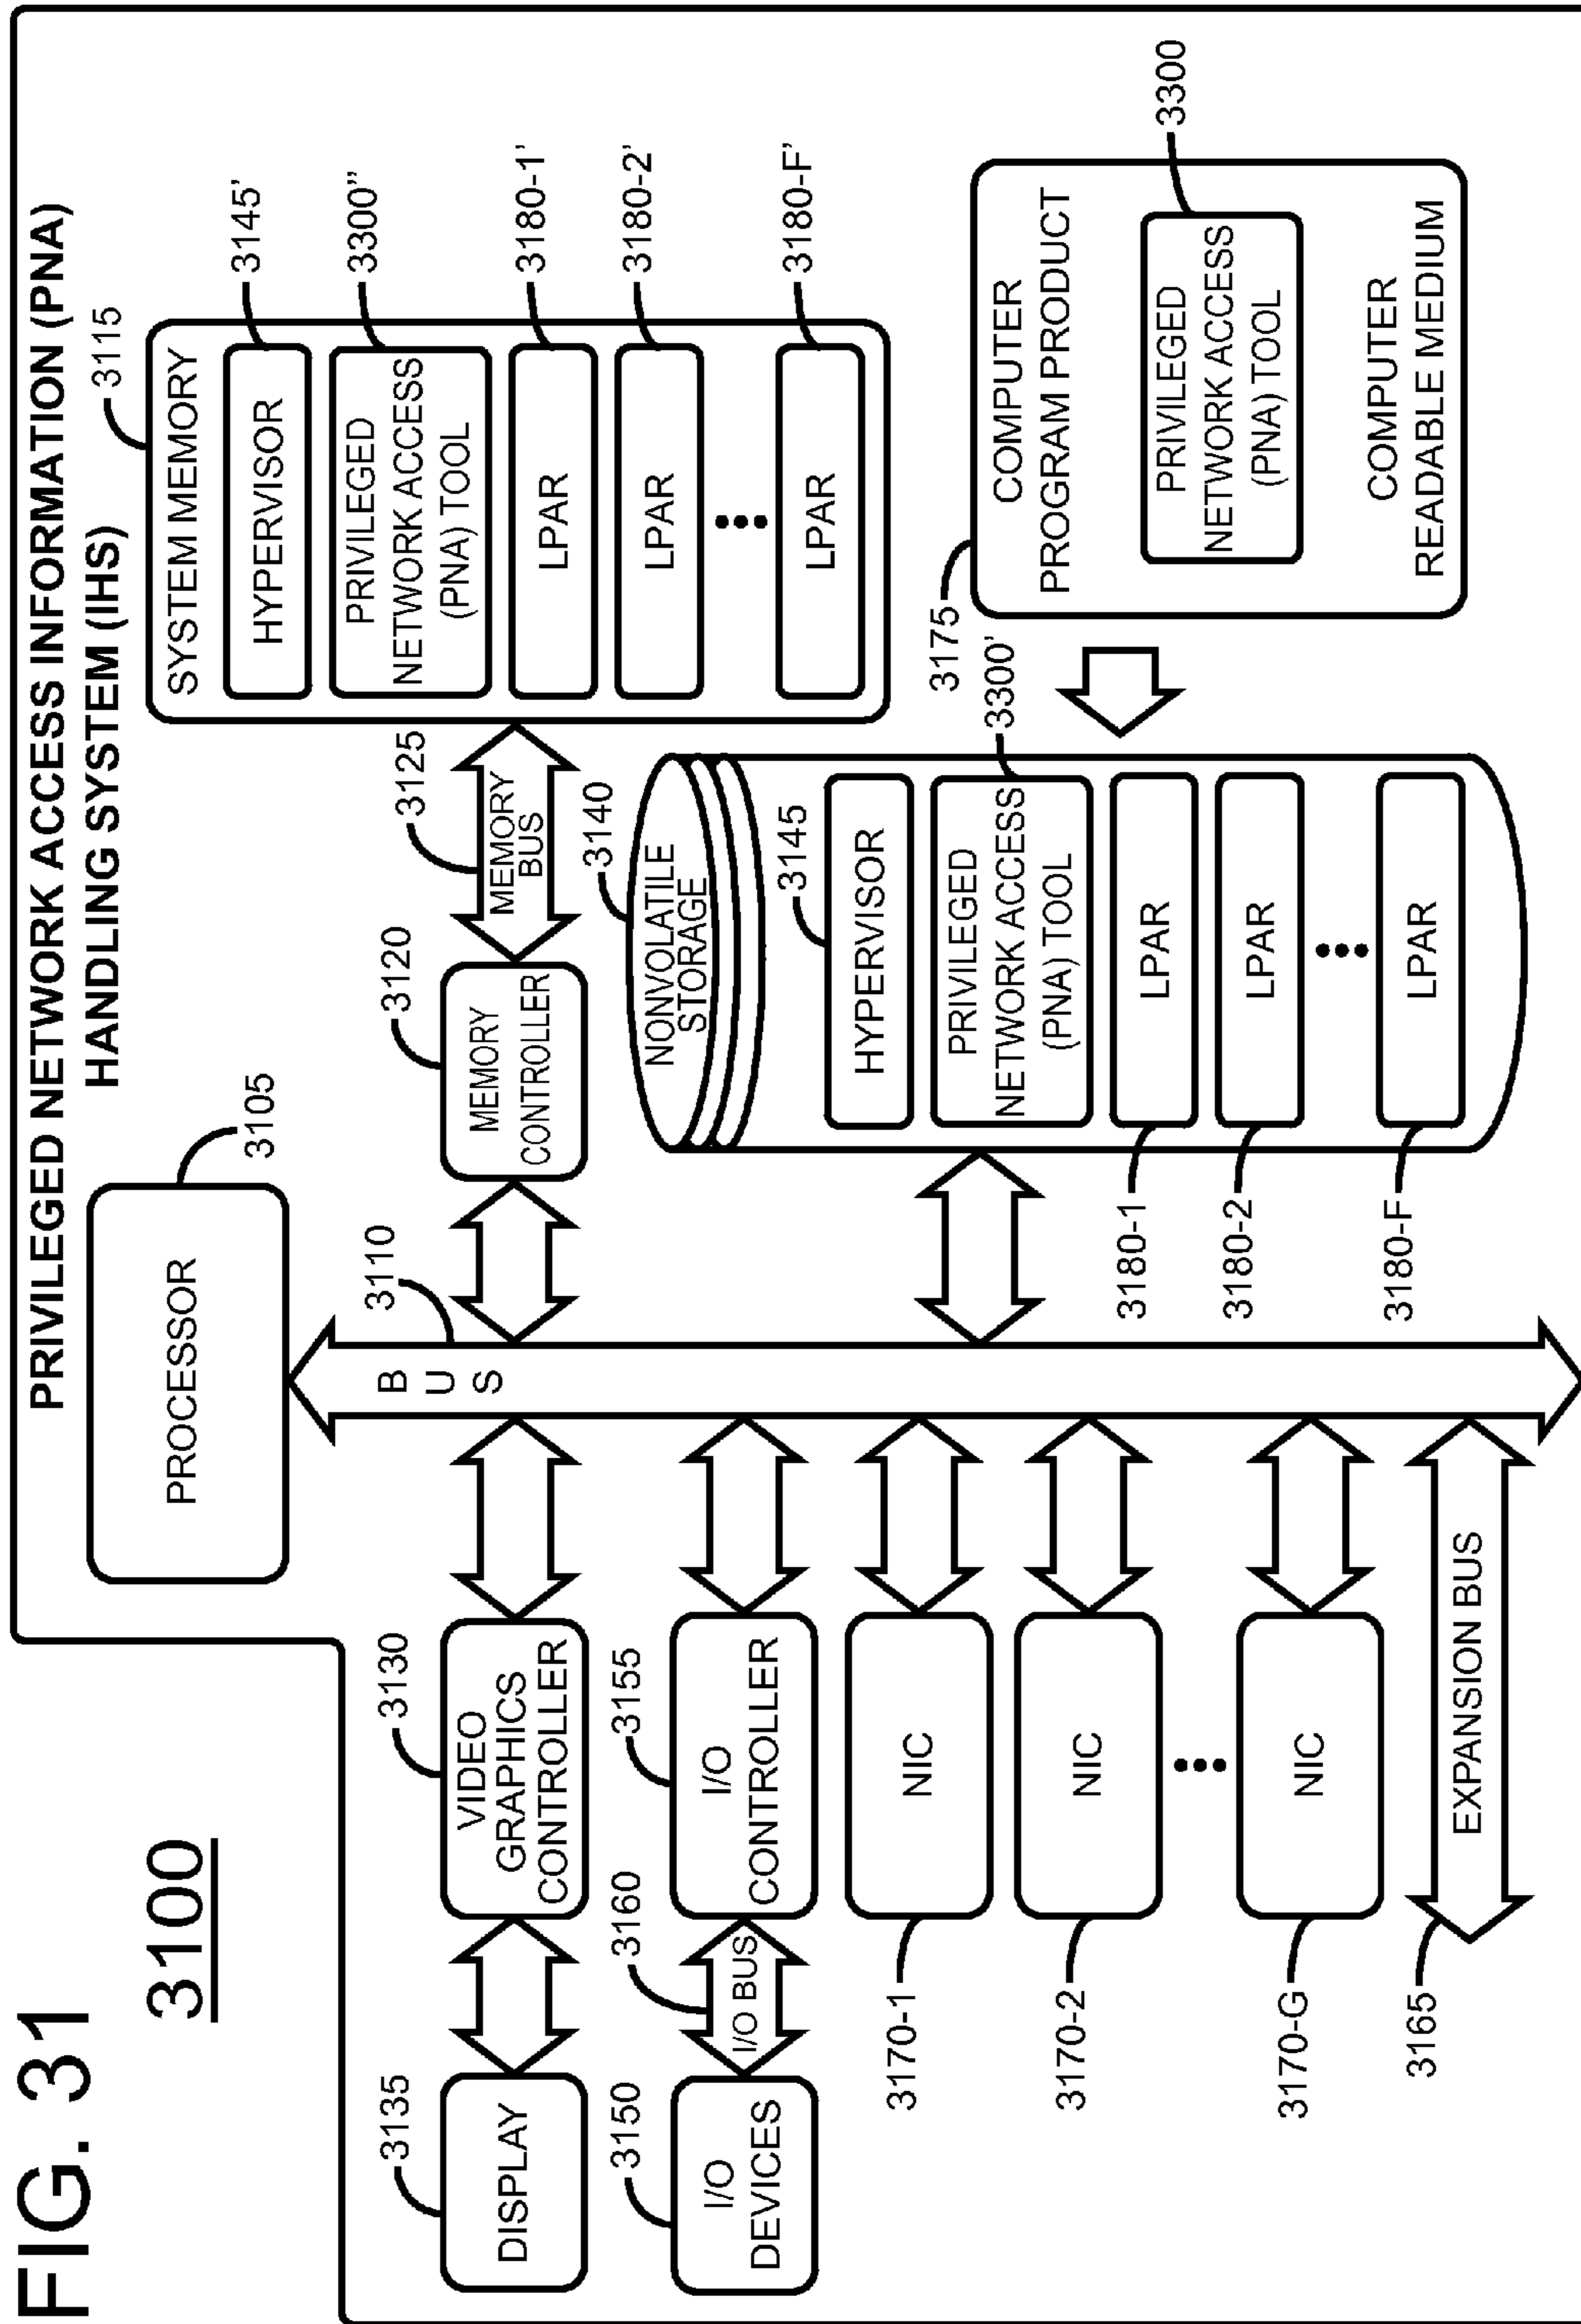 FIG. 31
3100
PRIVILEGED NETWORK ACCESS INFORMATION (PNA)
HANDLING SYSTEM (IHS)
PROCESSOR
3105
3115
SYSTEM MEMORY
HYPERVISOR
3145’
PRIVILEGED
NETWORK ACCESS
(PNA) TOOL
3300”
LPAR
3180-1’
LPAR
3180-2’
LPAR
3180-F’
3110
B
U
S
3120
MEMORY
CONTROLLER
3125
MEMORY
BUS
3135
DISPLAY
3130
VIDEO
GRAPHICS
CONTROLLER
3150
I/O
DEVICES
3160
I/O BUS
3155
I/O
CONTROLLER
3170-1
NIC
3170-2
NIC
3170-G
NIC
3165
EXPANSION BUS
3140
NONVOLATILE
STORAGE
3145
HYPERVISOR
PRIVILEGED
NETWORK ACCESS
(PNA) TOOL
3300’
LPAR
3180-1
LPAR
3180-2
LPAR
3180-F
3175
COMPUTER
PROGRAM PRODUCT
PRIVILEGED
NETWORK ACCESS
(PNA) TOOL
3300
COMPUTER
READABLE MEDIUM